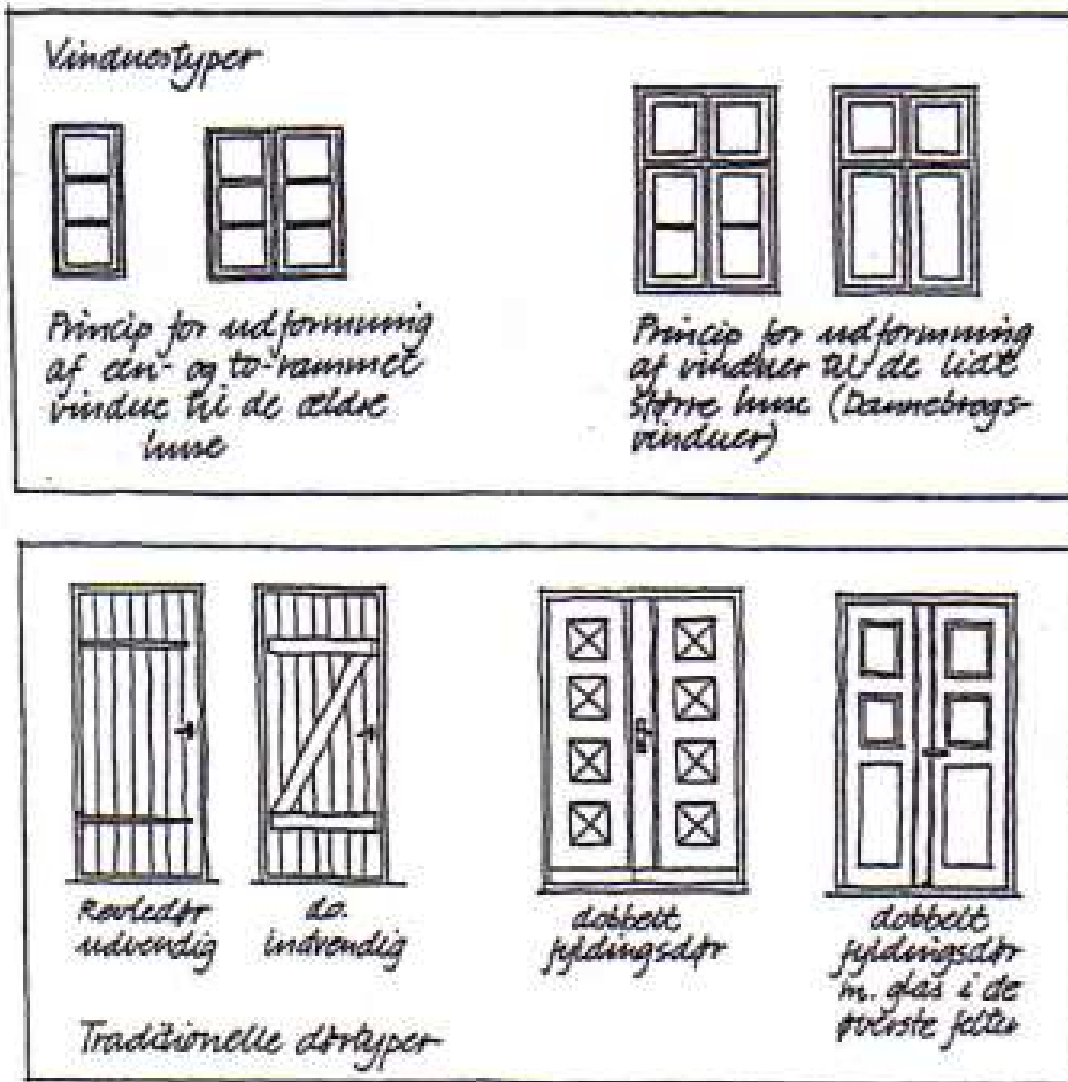 Vinduestyper
Princip for udformning
af een- og to-rammet
vindue til de ældre
huse
Princip for udformning
af vinduer til de lidt
større huse (Dannebrogs-
vinduer)
Revledør
udvendig
do.
indvendig
dobbelt
fyldingsdør
dobbelt
fyldingsdør
m. glas i de
øverste felter
Traditionelle dørtyper